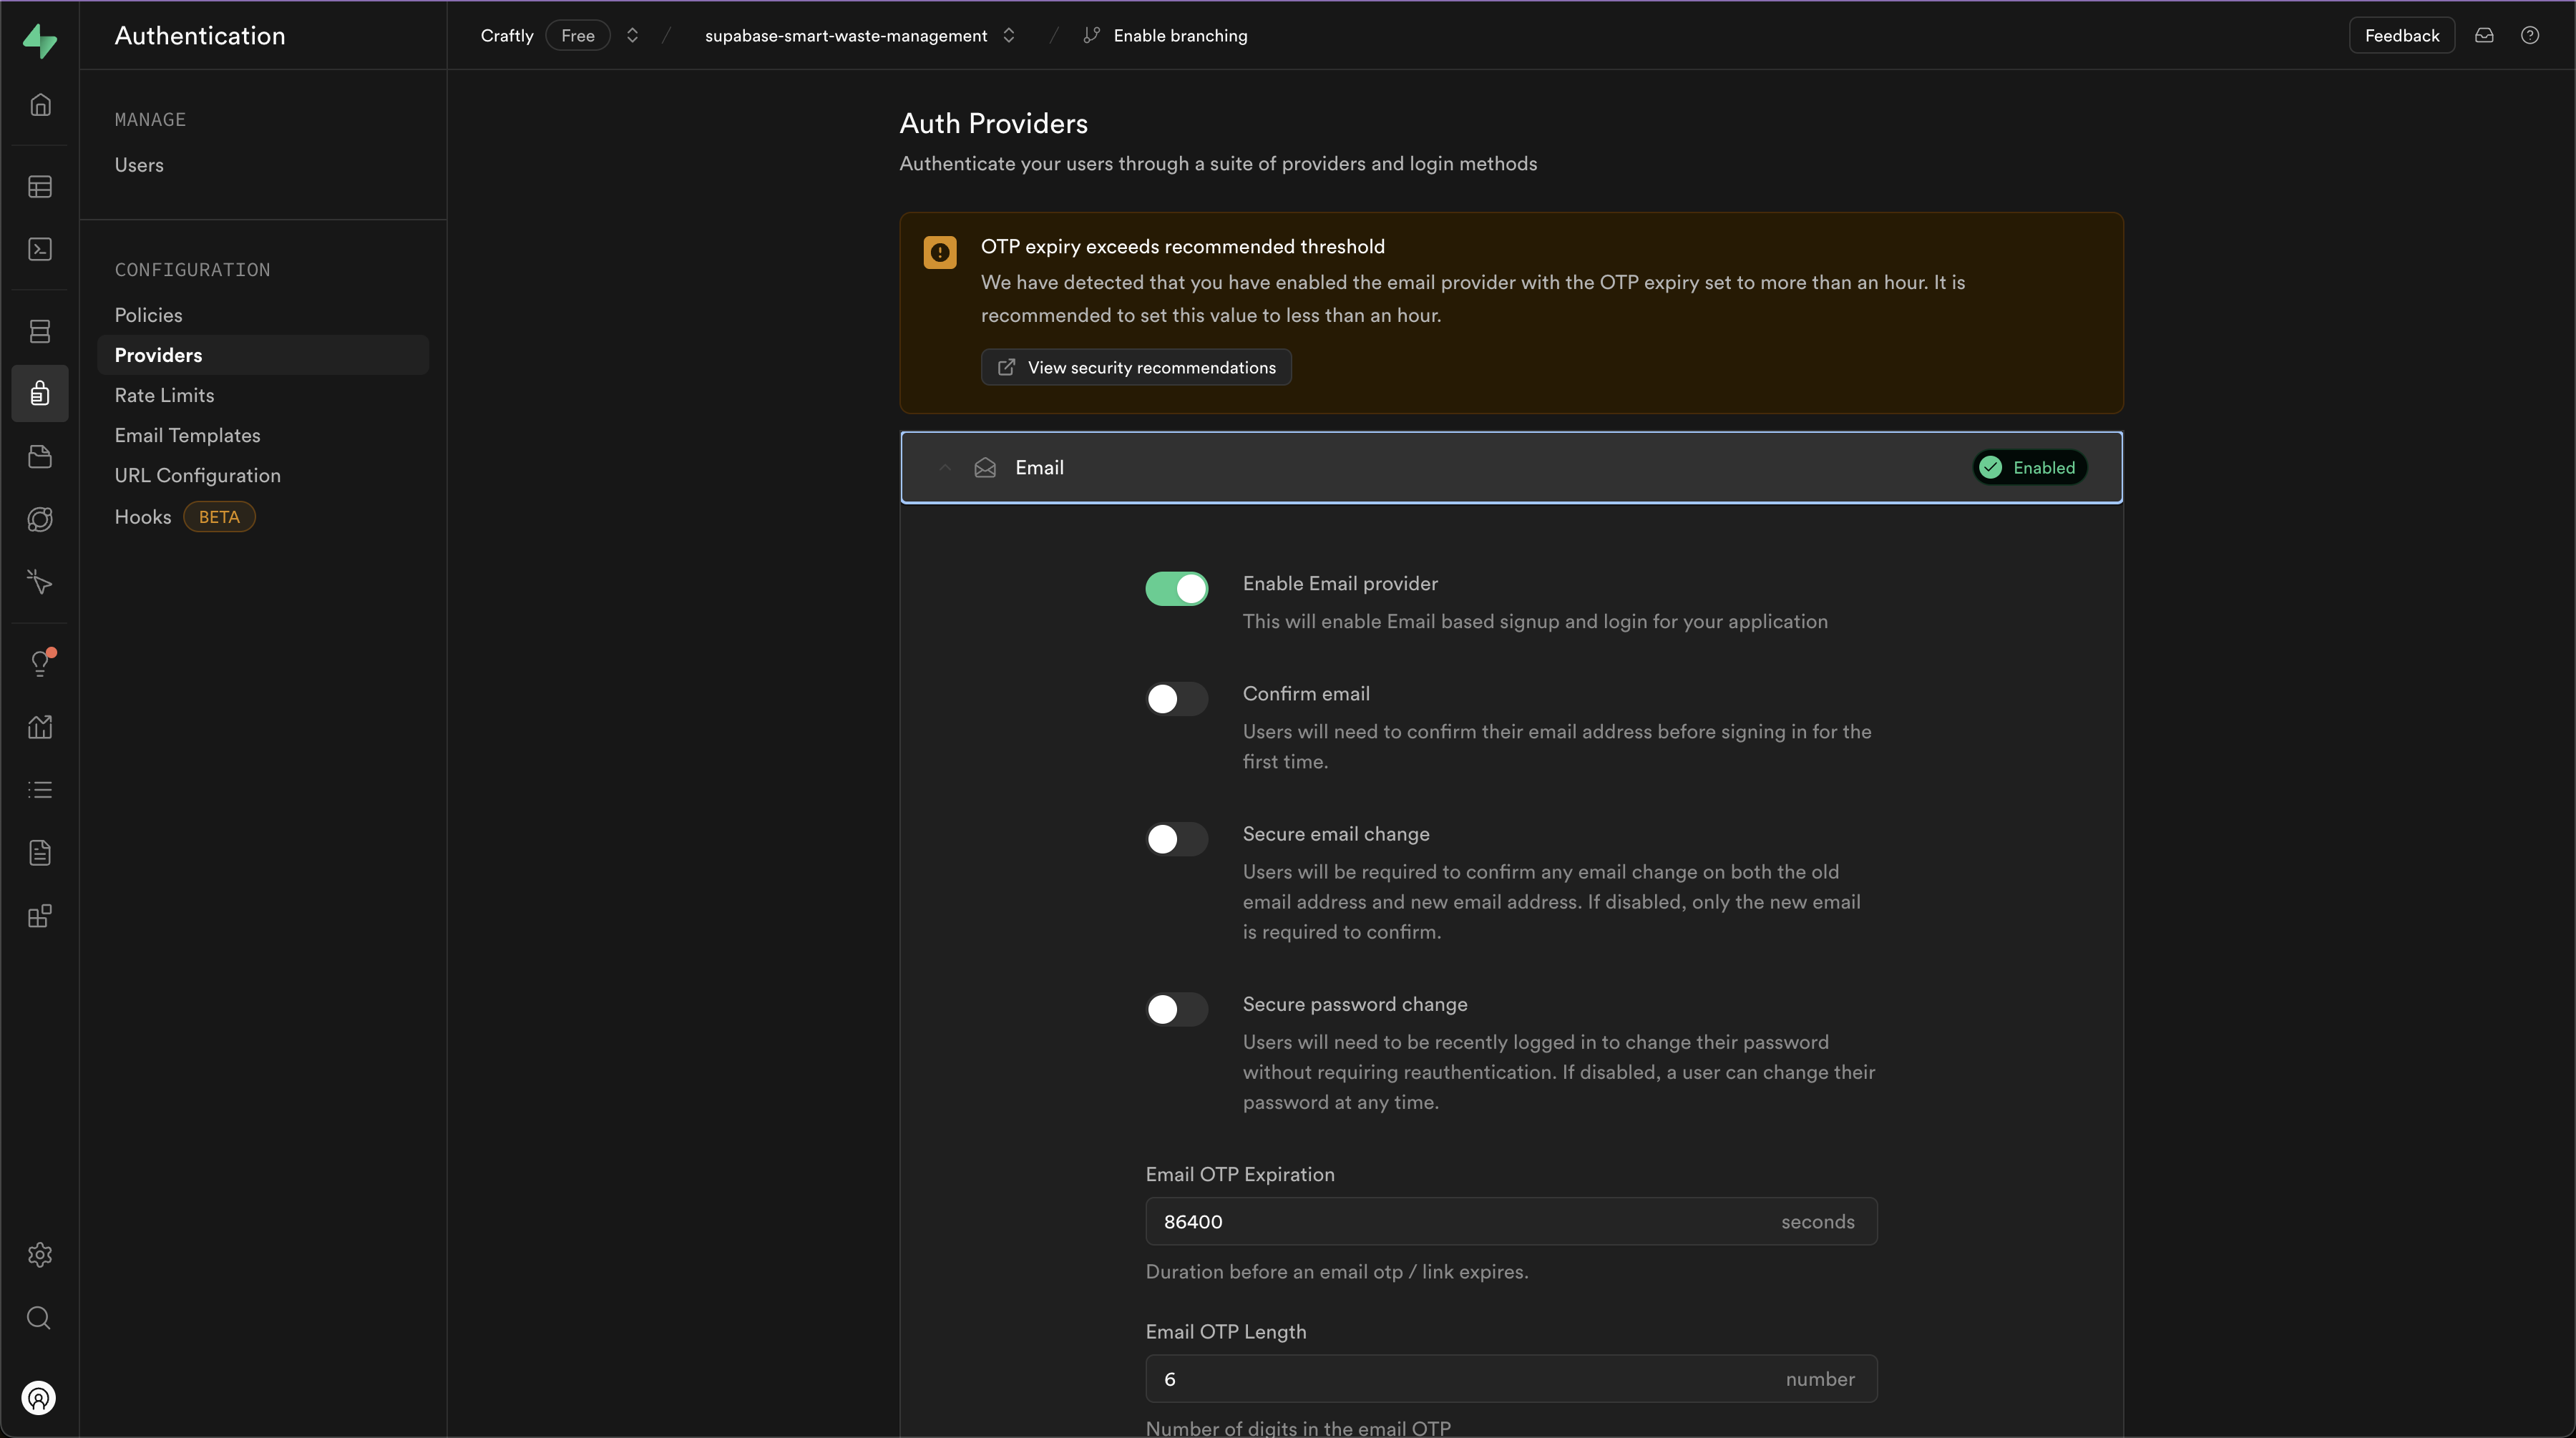 Authentication
Craftly Free / supabase-smart-waste-management / Enable branching
Feedback
MANAGE
Users
CONFIGURATION
Policies
Providers
Rate Limits
Email Templates
URL Configuration
Hooks BETA
Auth Providers
Authenticate your users through a suite of providers and login methods
OTP expiry exceeds recommended threshold
We have detected that you have enabled the email provider with the OTP expiry set to more than an hour. It is
recommended to set this value to less than an hour.
View security recommendations
Email
Enabled
Enable Email provider
This will enable Email based signup and login for your application
Confirm email
Users will need to confirm their email address before signing in for the
first time.
Secure email change
Users will be required to confirm any email change on both the old
email address and new email address. If disabled, only the new email
is required to confirm.
Secure password change
Users will need to be recently logged in to change their password
without requiring reauthentication. If disabled, a user can change their
password at any time.
Email OTP Expiration
86400 seconds
Duration before an email otp / link expires.
Email OTP Length
6 number
Number of digits in the email OTP